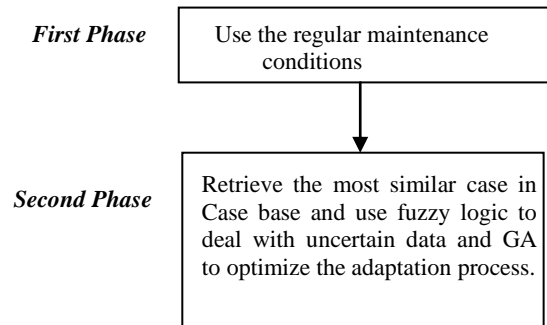 First Phase
Use the regular maintenance
conditions
Second Phase
Retrieve the most similar case in
Case base and use fuzzy logic to
deal with uncertain data and GA
to optimize the adaptation process.